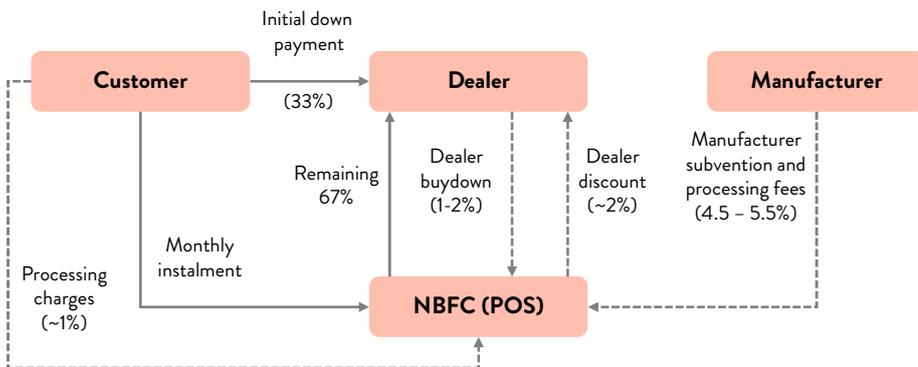 Initial down
payment
Customer
Dealer
Manufacturer
(33%)
Manufacturer
subvention and
processing fees
(4.5 – 5.5%)
Remaining
67%
Dealer
buydown
(1-2%)
Dealer
discount
(~2%)
Monthly
instalment
Processing
charges
(~1%)
NBFC (POS)